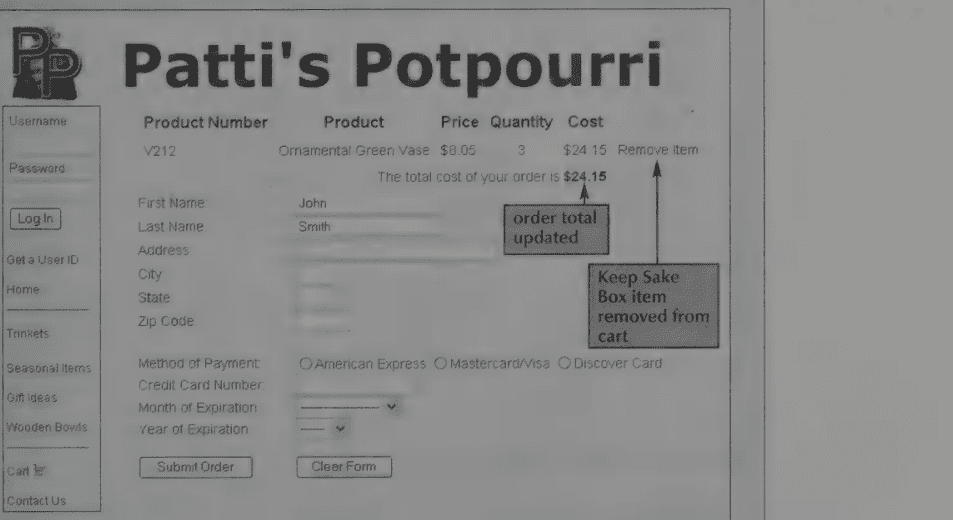 PP
Patti's Potpourri
Username
Password
Log In
Get a User ID
Home
Trinkets
Seasonal Items
Gift Ideas
Wooden Bowls
Cart
Contact Us
Product Number Product Price Quantity Cost
V212 Ornamental Green Vase $8.05 3 $24.15 Remove Item
The total cost of your order is $24.15
First Name: John
Last Name: Smith
Address:
City
State
Zip Code
Method of Payment: American Express Mastercard/Visa Discover Card
Credit Card Number:
Month of Expiration
Year of Expiration
Submit Order Clear Form
order total
updated
Keep Sake
Box item
removed from
cart